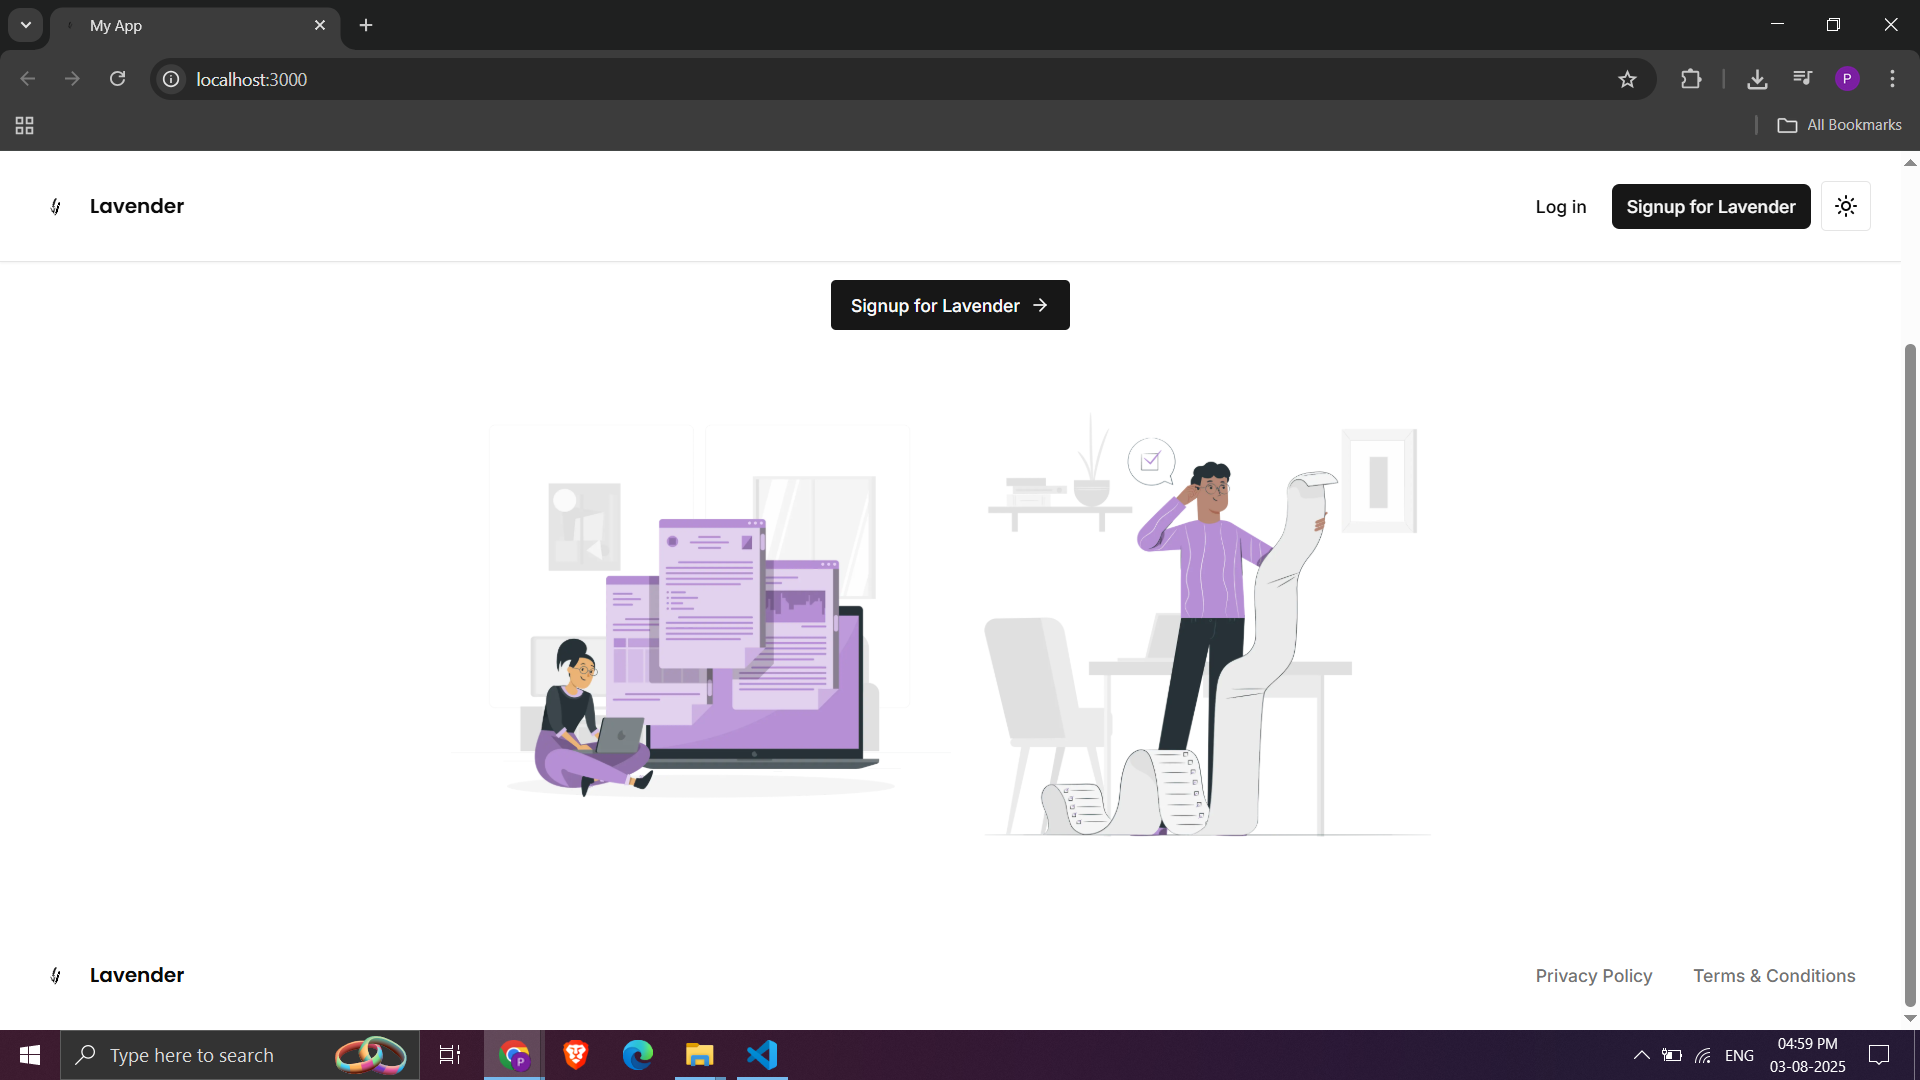 My App
localhost:3000
All Bookmarks
Lavender
Log in
Signup for Lavender
Signup for Lavender →
Lavender
Privacy Policy
Terms & Conditions
Type here to search
ENG
04:59 PM
03-08-2025
P
P